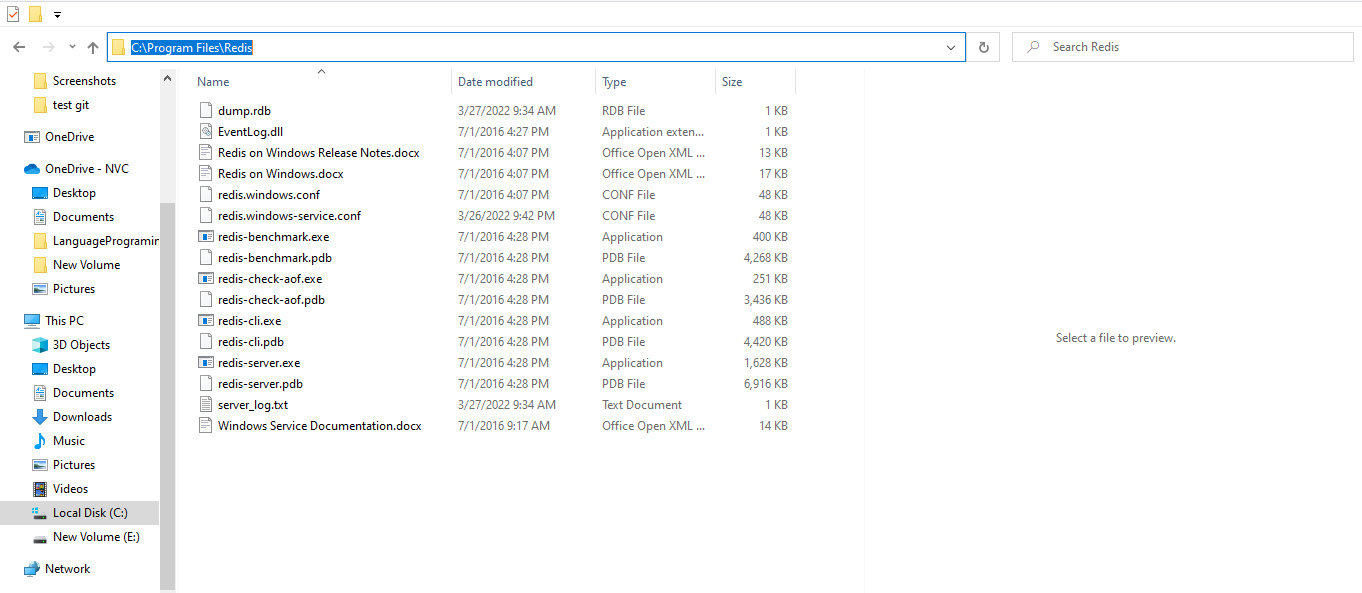 C:\Program Files\Redis
Search Redis
Screenshots
test git
OneDrive
OneDrive - NVC
Desktop
Documents
LanguageProgramin
New Volume
Pictures
This PC
3D Objects
Desktop
Documents
Downloads
Music
Pictures
Videos
Local Disk (C:)
New Volume (E:)
Network
Name Date modified Type Size
dump.rdb 3/27/2022 9:34 AM RDB File 1 KB
EventLog.dll 7/1/2016 4:27 PM Application exten... 1 KB
Redis on Windows Release Notes.docx 7/1/2016 4:07 PM Office Open XML ... 13 KB
Redis on Windows.docx 7/1/2016 4:07 PM Office Open XML ... 17 KB
redis.windows.conf 7/1/2016 4:07 PM CONF File 48 KB
redis.windows-service.conf 3/26/2022 9:42 PM CONF File 48 KB
redis-benchmark.exe 7/1/2016 4:28 PM Application 400 KB
redis-benchmark.pdb 7/1/2016 4:28 PM PDB File 4,268 KB
redis-check-aof.exe 7/1/2016 4:28 PM Application 251 KB
redis-check-aof.pdb 7/1/2016 4:28 PM PDB File 3,436 KB
redis-cli.exe 7/1/2016 4:28 PM Application 488 KB
redis-cli.pdb 7/1/2016 4:28 PM PDB File 4,420 KB
redis-server.exe 7/1/2016 4:28 PM Application 1,628 KB
redis-server.pdb 7/1/2016 4:28 PM PDB File 6,916 KB
server_log.txt 3/27/2022 9:34 AM Text Document 1 KB
Windows Service Documentation.docx 7/1/2016 9:17 AM Office Open XML ... 14 KB
Select a file to preview.